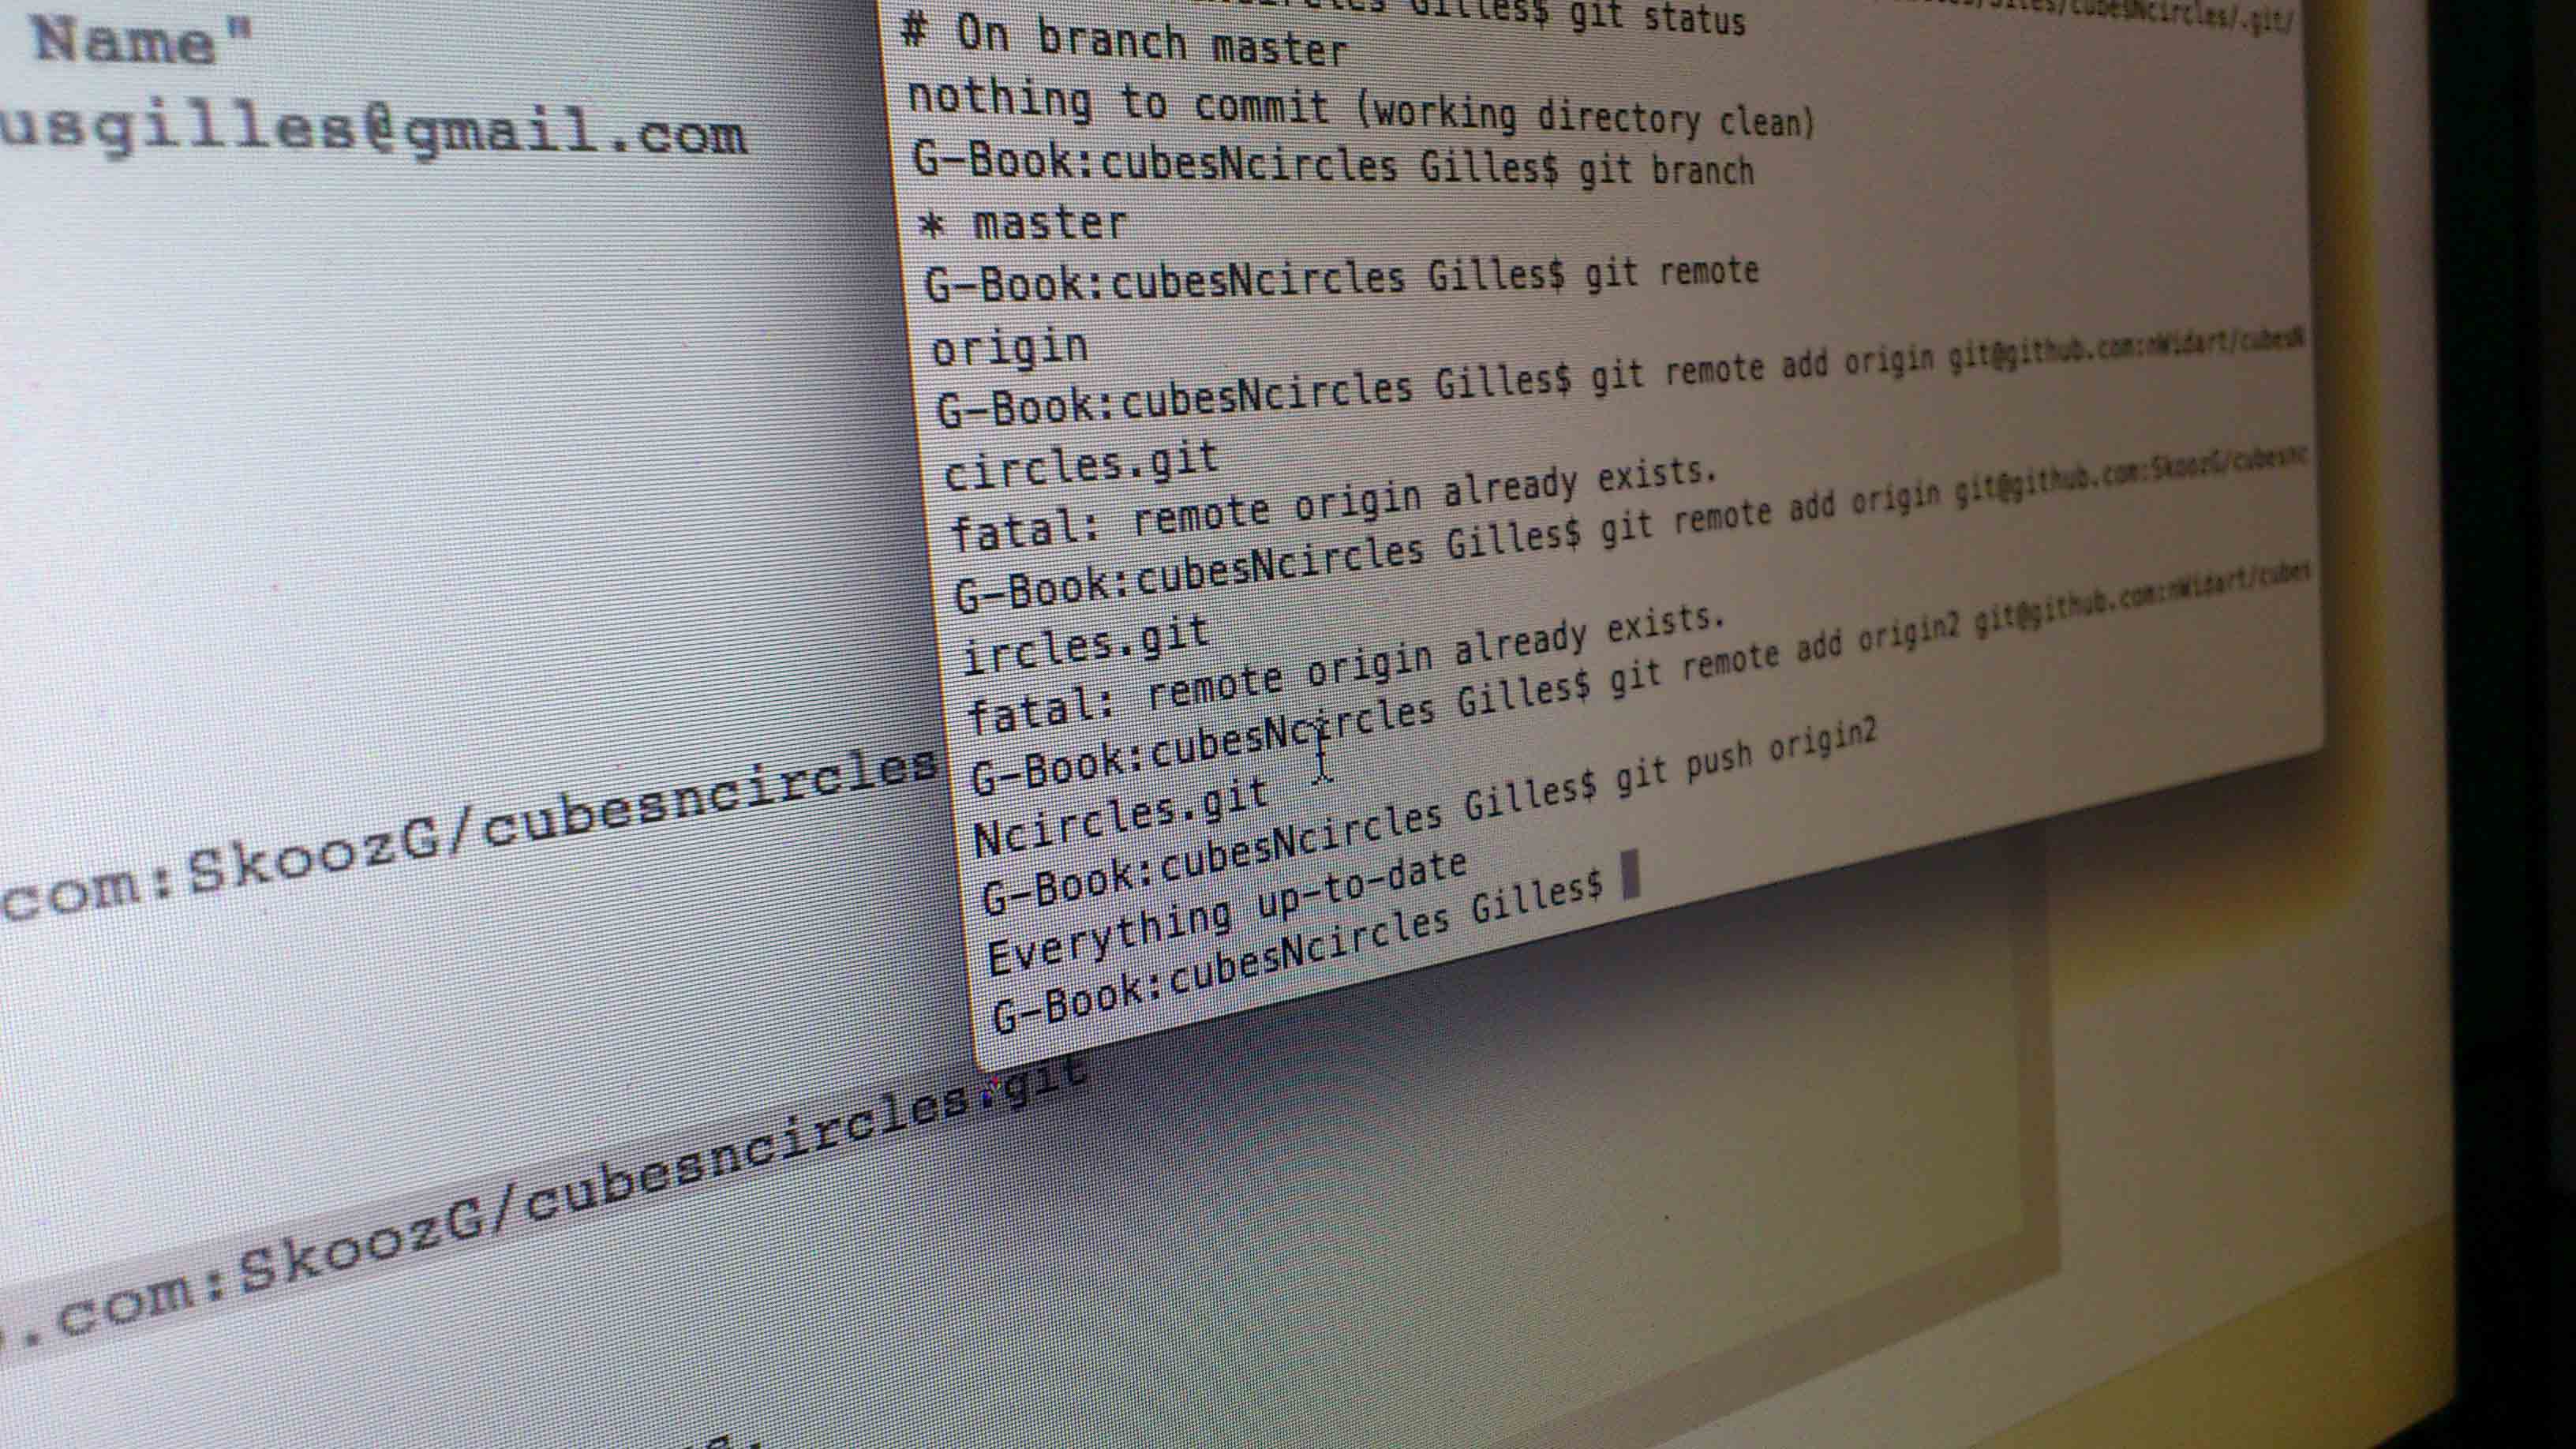 Name"
usgilles@gmail.com
com:SkoozG/cubesncircles
.com:SkoozG/cubesncircles.git
Gilles$ git status
# On branch master
nothing to commit (working directory clean)
G-Book:cubesNcircles Gilles$ git branch
* master
G-Book:cubesNcircles Gilles$ git remote
origin
G-Book:cubesNcircles Gilles$ git remote add origin git@github.com:nWidart/cubesN
circles.git
fatal: remote origin already exists.
G-Book:cubesNcircles Gilles$ git remote add origin git@github.com:SkoozG/cubesnc
ircles.git
fatal: remote origin already exists.
G-Book:cubesNcircles Gilles$ git remote add origin2 git@github.com:nWidart/cubes
Ncircles.git
G-Book:cubesNcircles Gilles$ git push origin2
Everything up-to-date
G-Book:cubesNcircles Gilles$